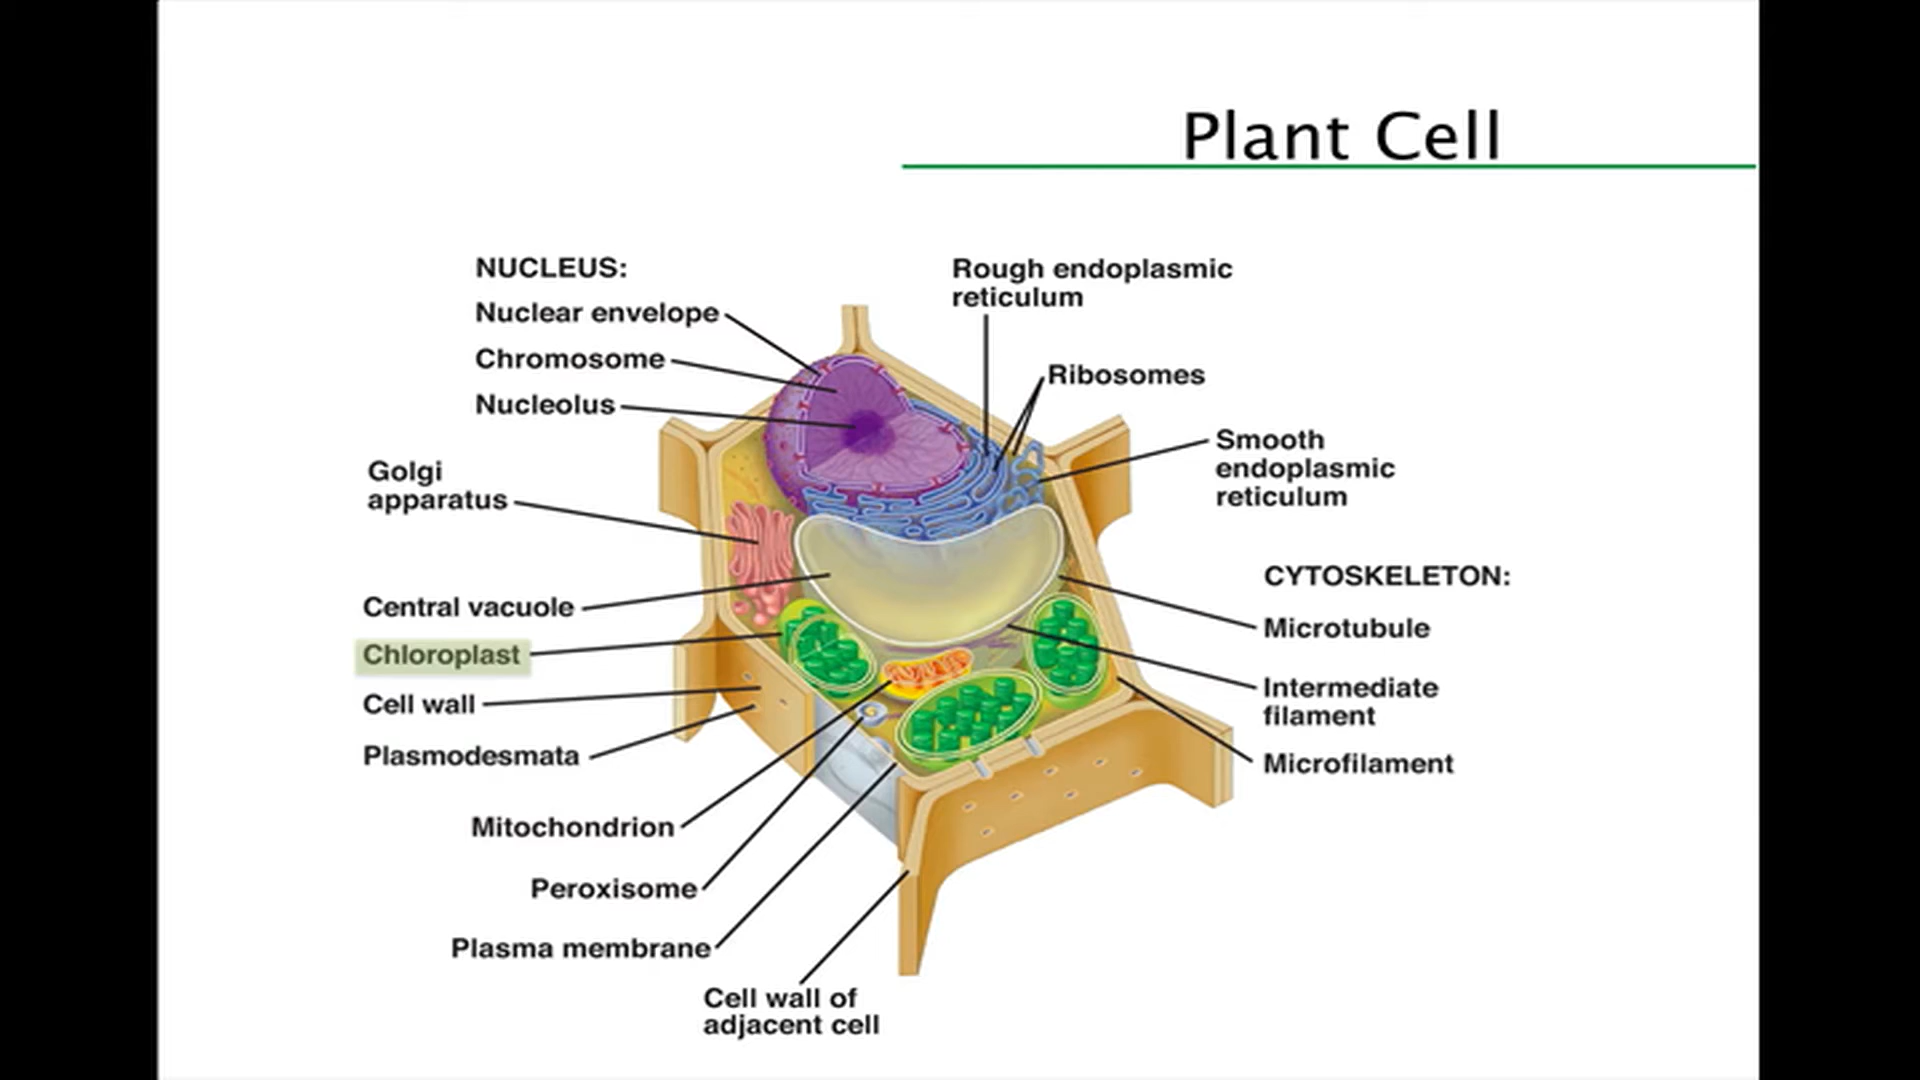 Plant Cell
NUCLEUS:
Nuclear envelope
Chromosome
Nucleolus
Golgi
apparatus
Central vacuole
Chloroplast
Cell wall
Plasmodesmata
Mitochondrion
Peroxisome
Plasma membrane
Cell wall of
adjacent cell
Rough endoplasmic
reticulum
Ribosomes
Smooth
endoplasmic
reticulum
CYTOSKELETON:
Microtubule
Intermediate
filament
Microfilament